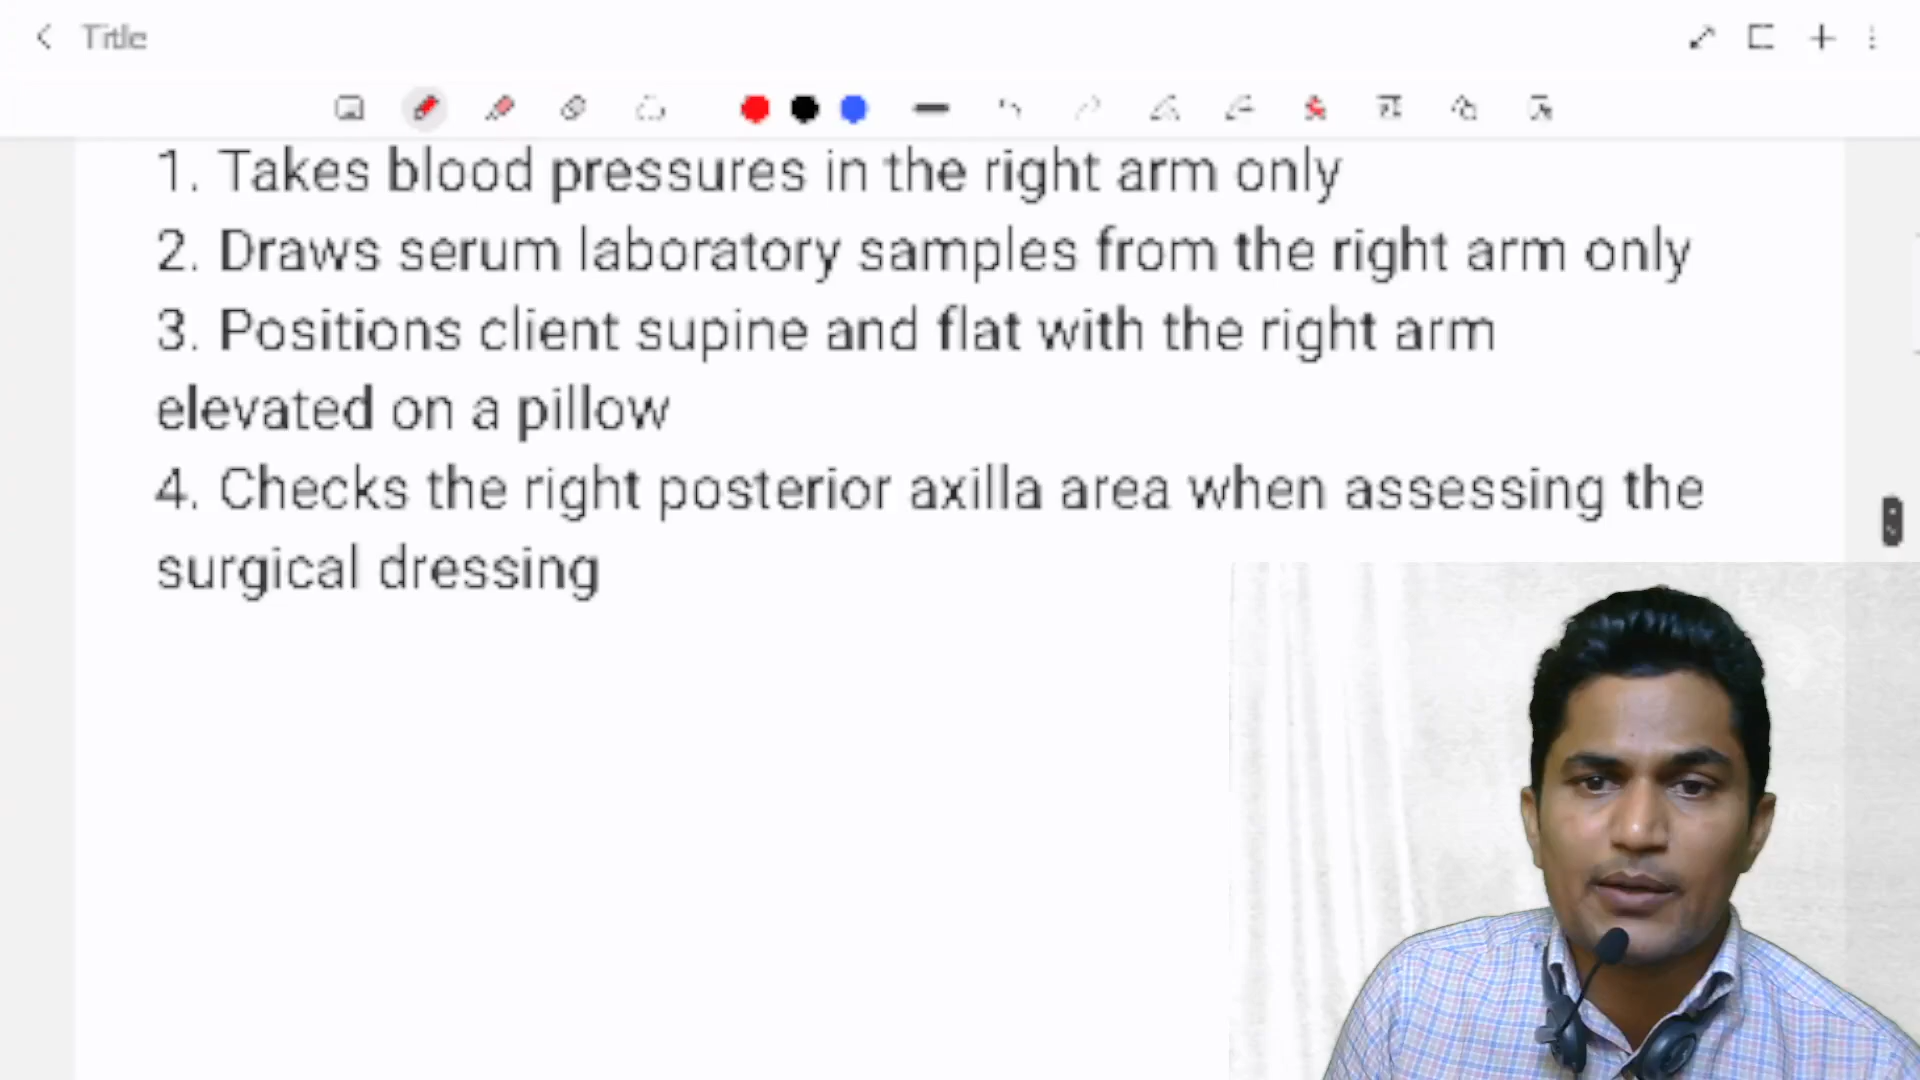 Title
1. Takes blood pressures in the right arm only
2. Draws serum laboratory samples from the right arm only
3. Positions client supine and flat with the right arm
elevated on a pillow
4. Checks the right posterior axilla area when assessing the
surgical dressing